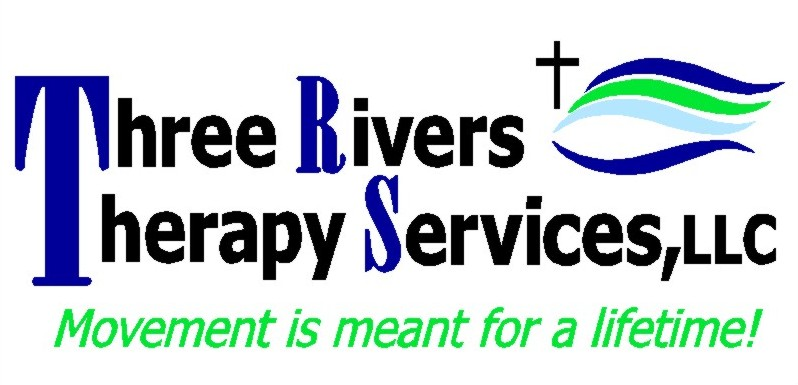 Three Rivers
Therapy Services, LLC
Movement is meant for a lifetime!